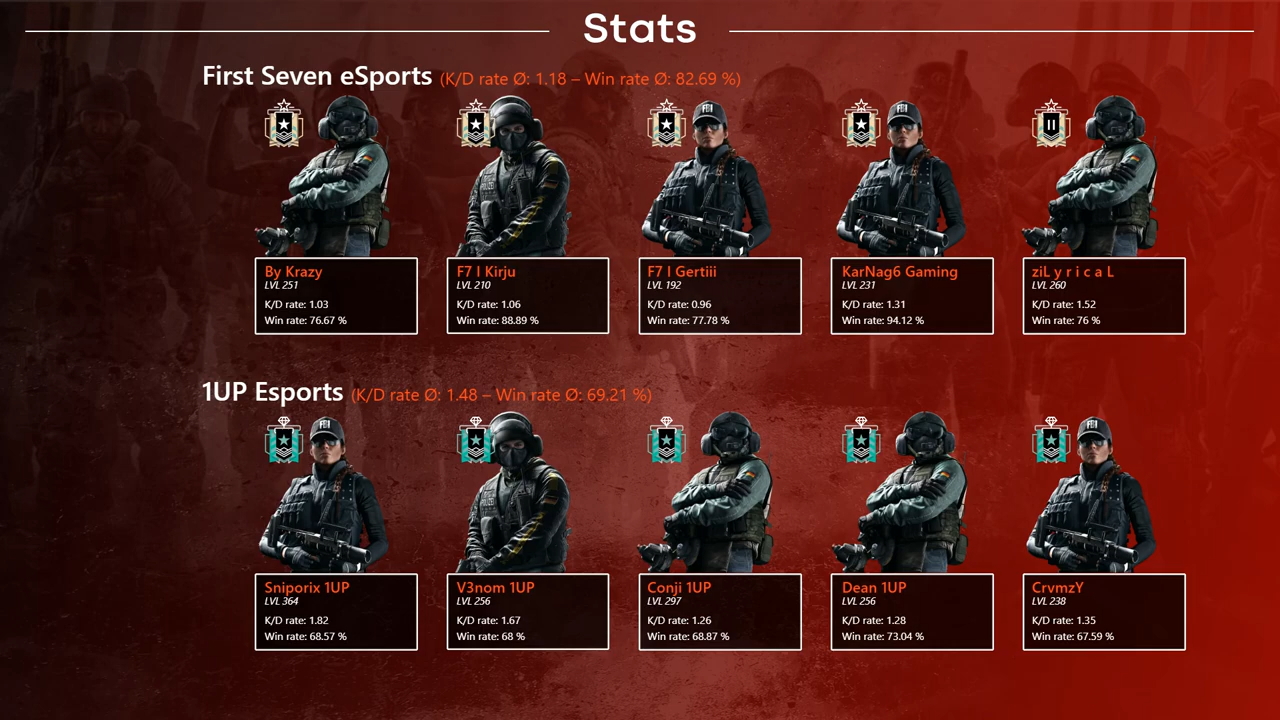 Stats
First Seven eSports (K/D rate Ø: 1.18 – Win rate Ø: 82.69 %)
By Krazy
LVL 251
K/D rate: 1.03
Win rate: 76.67 %
F7 I Kirju
LVL 210
K/D rate: 1.06
Win rate: 88.89 %
F7 I Gertiii
LVL 192
K/D rate: 0.96
Win rate: 77.78 %
KarNag6 Gaming
LVL 231
K/D rate: 1.31
Win rate: 94.12 %
ziL y r i c a L
LVL 260
K/D rate: 1.52
Win rate: 76 %
1UP Esports (K/D rate Ø: 1.48 – Win rate Ø: 69.21 %)
Sniporix 1UP
LVL 364
K/D rate: 1.82
Win rate: 68.57 %
V3nom 1UP
LVL 256
K/D rate: 1.67
Win rate: 68 %
Conji 1UP
LVL 297
K/D rate: 1.26
Win rate: 68.87 %
Dean 1UP
LVL 256
K/D rate: 1.28
Win rate: 73.04 %
CrvmzY
LVL 238
K/D rate: 1.35
Win rate: 67.59 %